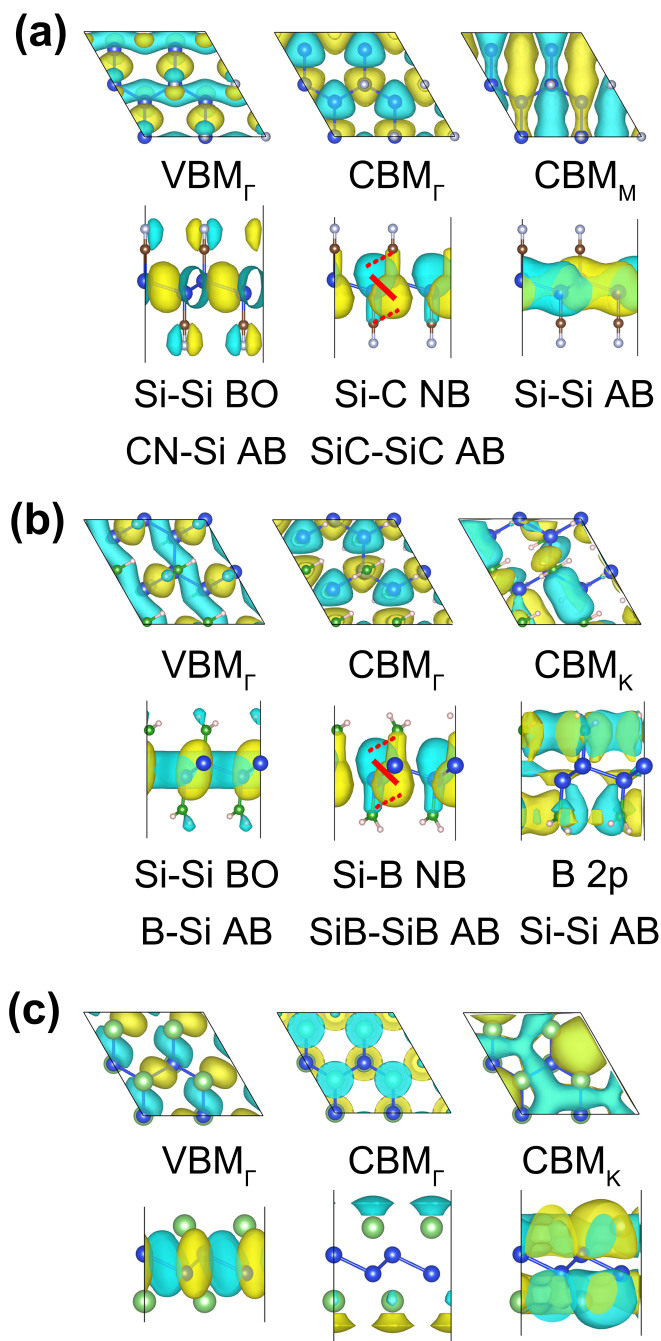 (a)
VBMΓ CBMΓ CBMM
Si-Si BO Si-C NB Si-Si AB
CN-Si AB SiC-SiC AB
(b)
VBMΓ CBMΓ CBMK
Si-Si BO Si-B NB B 2p
B-Si AB SiB-SiB AB Si-Si AB
(c)
VBMΓ CBMΓ CBMK